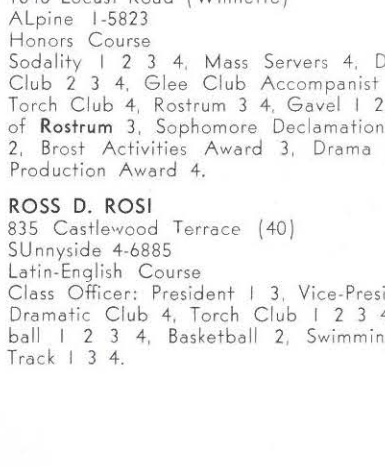 Locust Road (Winnetka)
ALpine 1-5823
Honors Course
Sodality 1 2 3 4, Mass Servers 4, D
Club 2 3 4, Glee Club Accompanist
Torch Club 4, Rostrum 3 4, Gavel 1 2
of Rostrum 3, Sophomore Declamation
2, Brost Activities Award 3, Drama
Production Award 4.
ROSS D. ROSI
835 Castlewood Terrace (40)
SUnnyside 4-6885
Latin-English Course
Class Officer: President 1 3, Vice-Presi
Dramatic Club 4, Torch Club 1 2 3 4
ball 1 2 3 4, Basketball 2, Swimmin
Track 1 3 4.